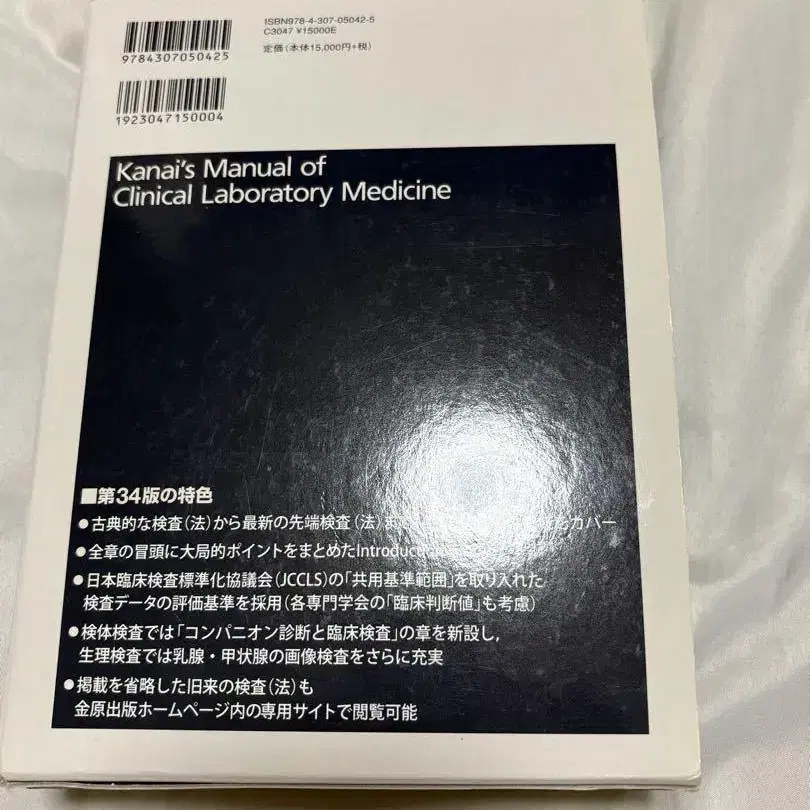 ISBN978-4-307-05042-5
C3047 ¥15000E
定価(本体15,000円+税)
9784307050425
1923047150004
Kanai's Manual of
Clinical Laboratory Medicine
■第34版の特色
●古典的な検査(法)から最新の先端検査(法)まで カバー
●全章の冒頭に大局的ポイントをまとめたIntroducti
●日本臨床検査標準化協議会(JCCLS)の「共用基準範囲」を取り入れた
検査データの評価基準を採用(各専門学会の「臨床判断値」も考慮)
●検体検査では「コンパニオン診断と臨床検査」の章を新設し,
生理検査では乳腺・甲状腺の画像検査をさらに充実
●掲載を省略した旧来の検査(法)も
金原出版ホームページ内の専用サイトで閲覧可能